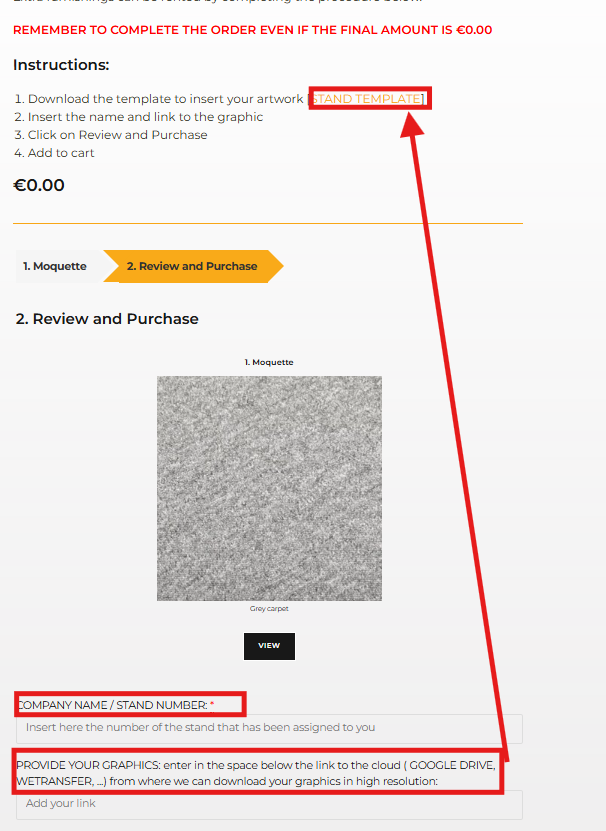 REMEMBER TO COMPLETE THE ORDER EVEN IF THE FINAL AMOUNT IS €0.00
Instructions:
1. Download the template to insert your artwork [STAND TEMPLATE]
2. Insert the name and link to the graphic
3. Click on Review and Purchase
4. Add to cart
€0.00
1. Moquette 2. Review and Purchase
2. Review and Purchase
1. Moquette
Grey carpet
VIEW
COMPANY NAME / STAND NUMBER: *
Insert here the number of the stand that has been assigned to you
PROVIDE YOUR GRAPHICS: enter in the space below the link to the cloud ( GOOGLE DRIVE,
WETRANSFER, ...) from where we can download your graphics in high resolution:
Add your link